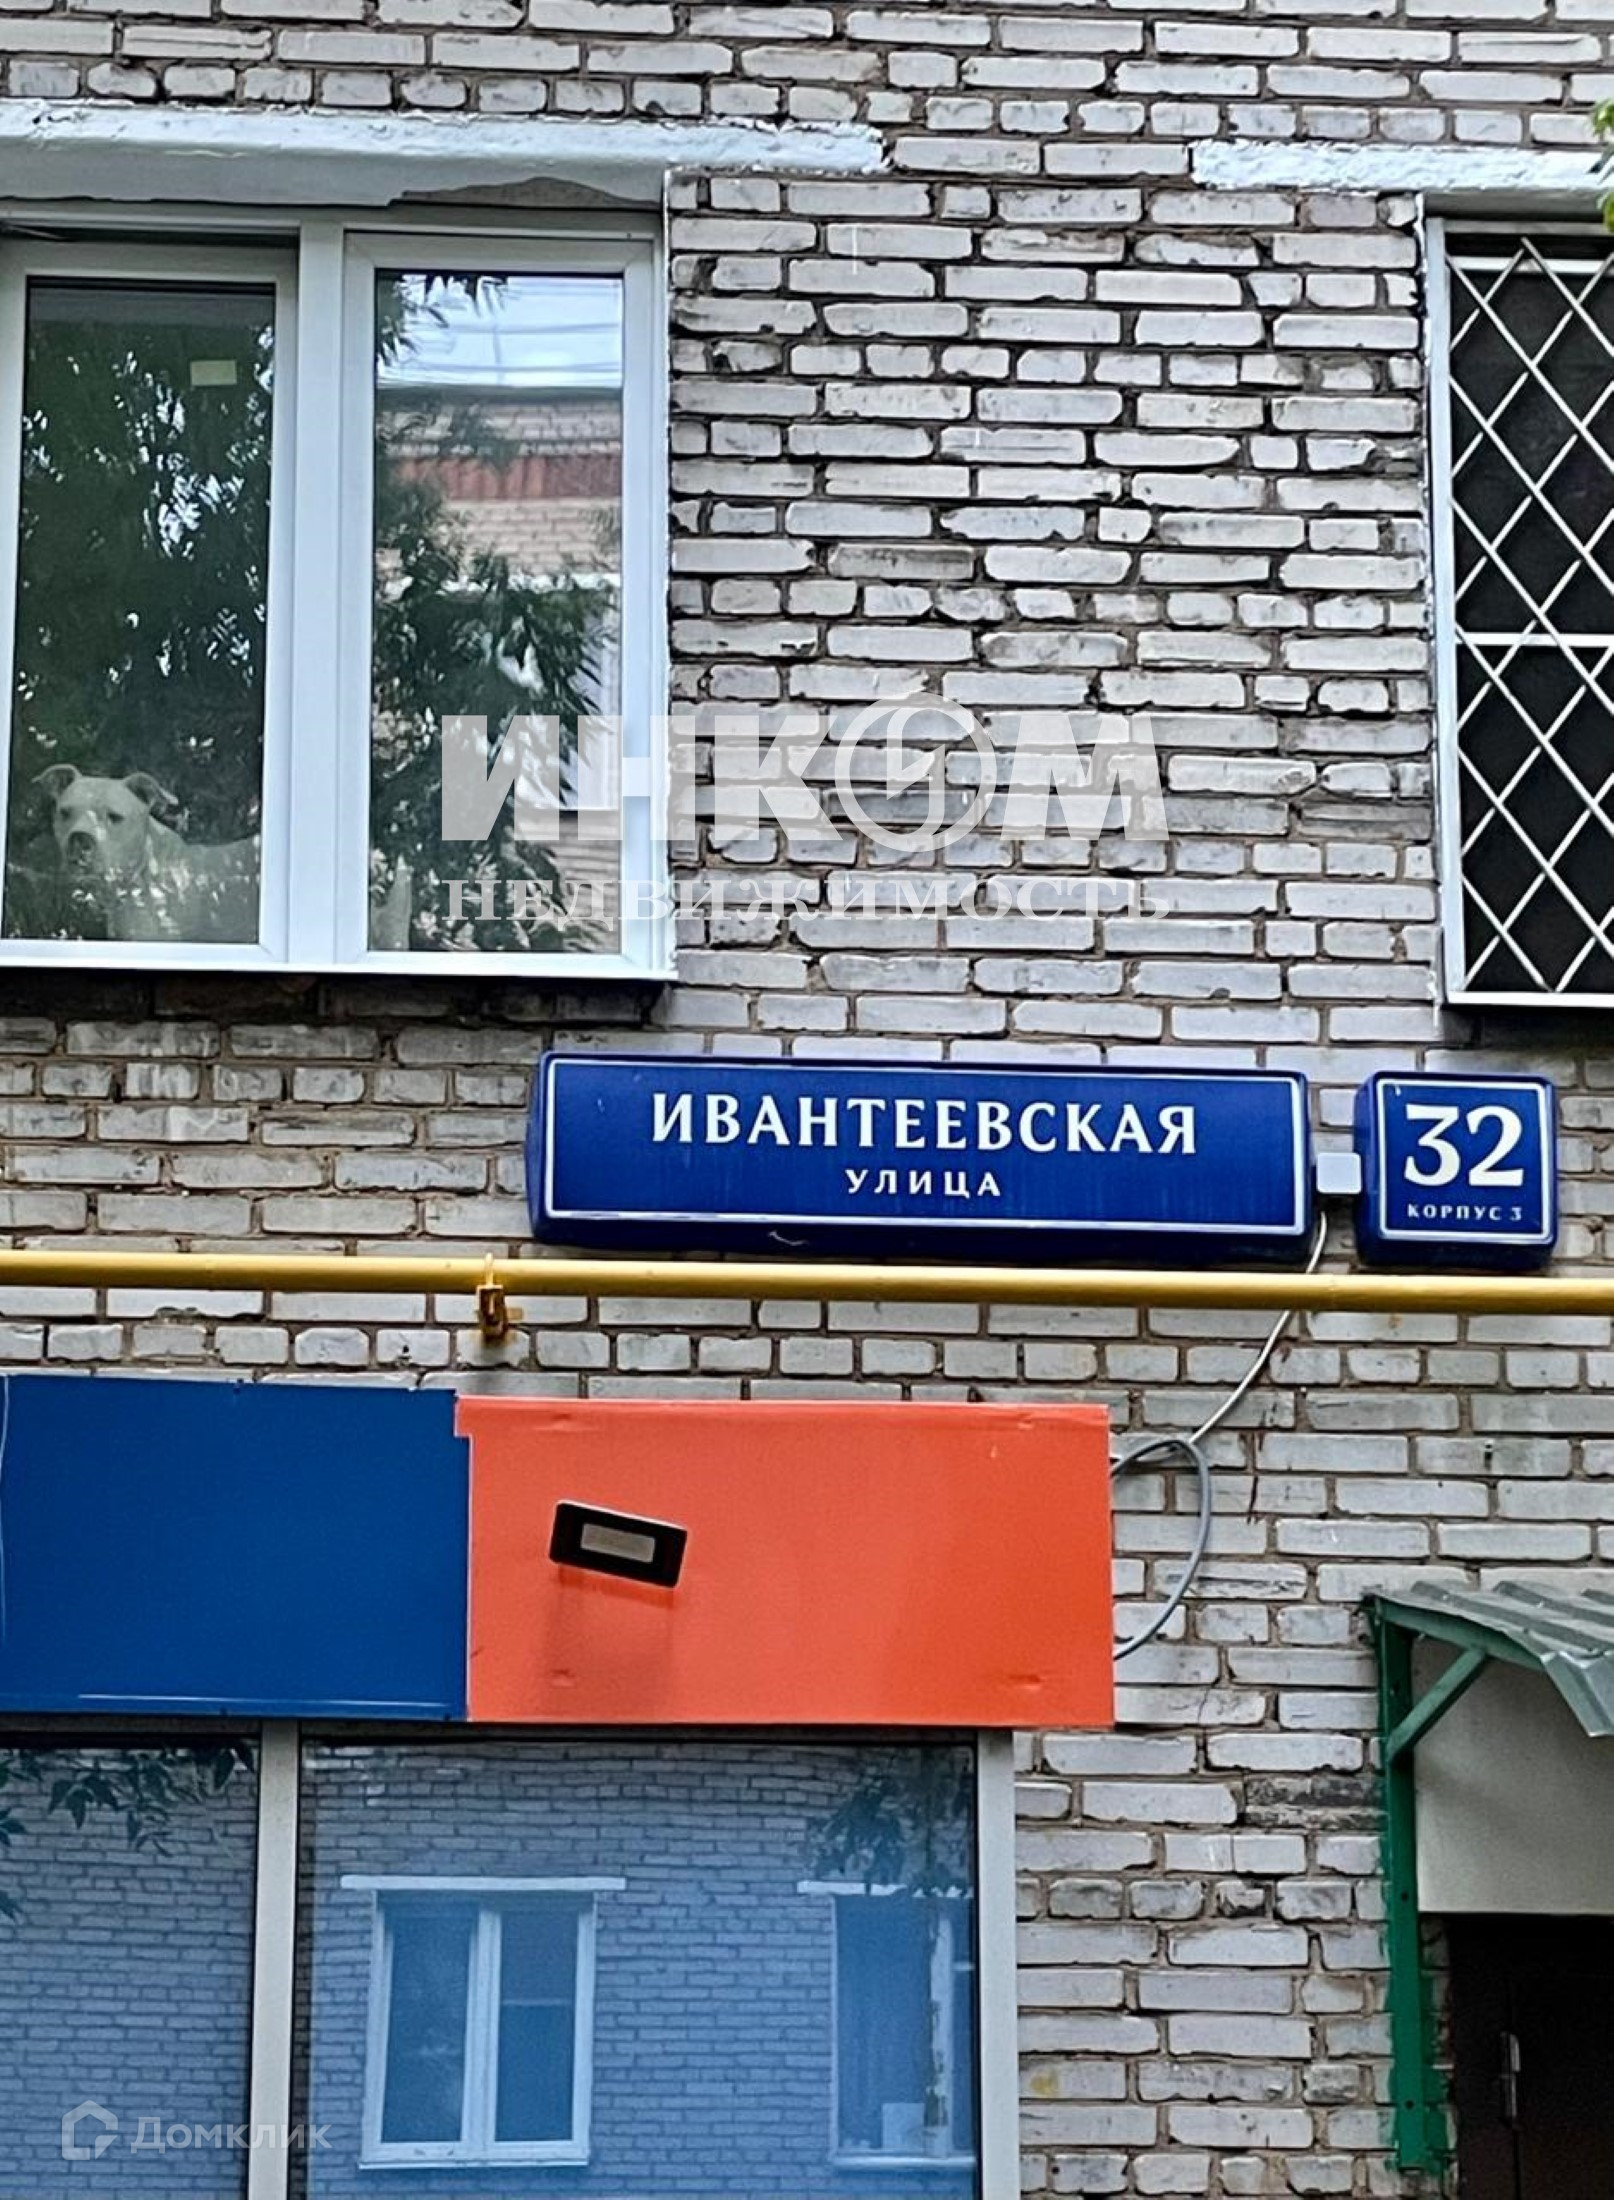 ИНКОМ
НЕДВИЖИМОСТЬ
ИВАНТЕЕВСКАЯ
УЛИЦА
32
КОРПУС 3
Домклик